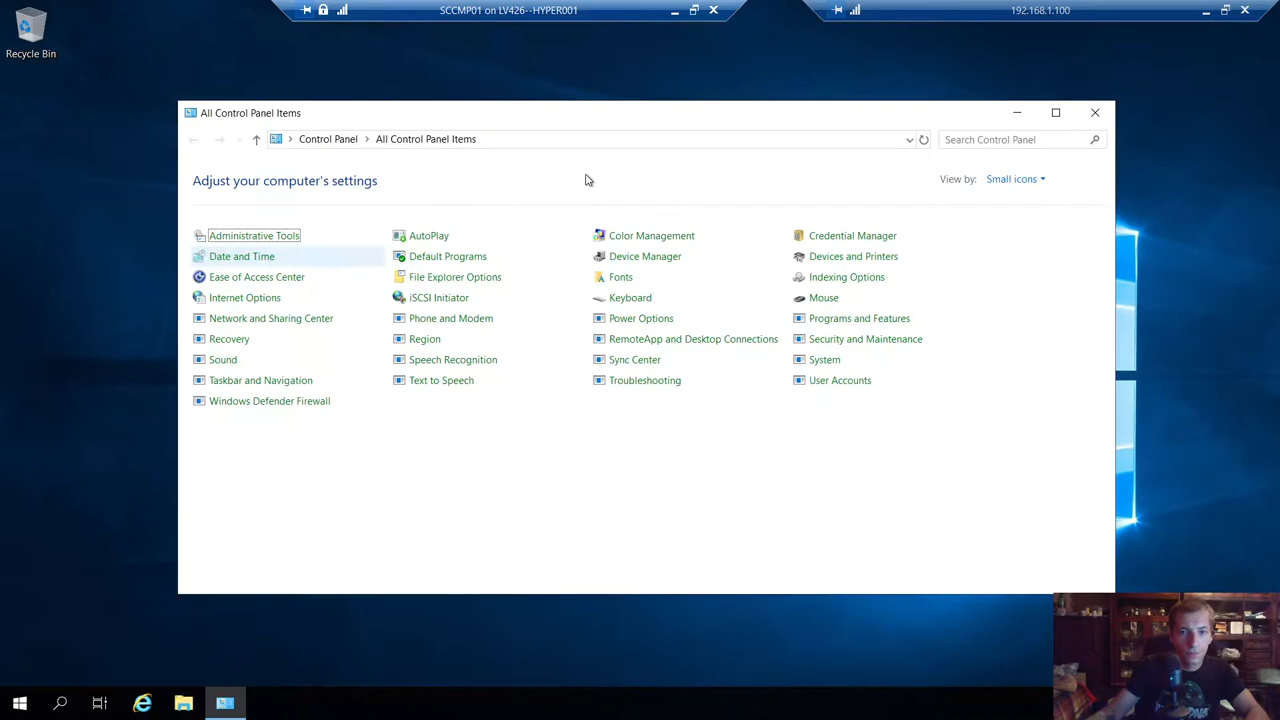 SCCMP01 on LV426--HYPER001
192.168.1.100
Recycle Bin
All Control Panel Items
Control Panel
All Control Panel Items
Search Control Panel
Adjust your computer's settings
View by: Small icons
Administrative Tools
AutoPlay
Color Management
Credential Manager
Date and Time
Default Programs
Device Manager
Devices and Printers
Ease of Access Center
File Explorer Options
Fonts
Indexing Options
Internet Options
iSCSI Initiator
Keyboard
Mouse
Network and Sharing Center
Phone and Modem
Power Options
Programs and Features
Recovery
Region
RemoteApp and Desktop Connections
Security and Maintenance
Sound
Speech Recognition
Sync Center
System
Taskbar and Navigation
Text to Speech
Troubleshooting
User Accounts
Windows Defender Firewall